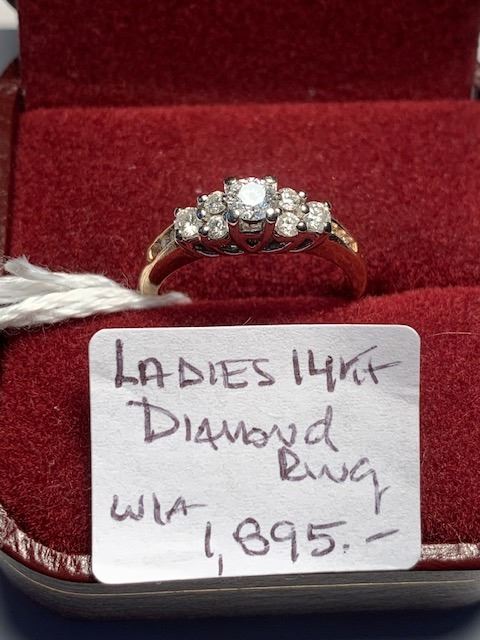 LADIES 14Kt
DIAMOND
RING
W/A
1,895.-